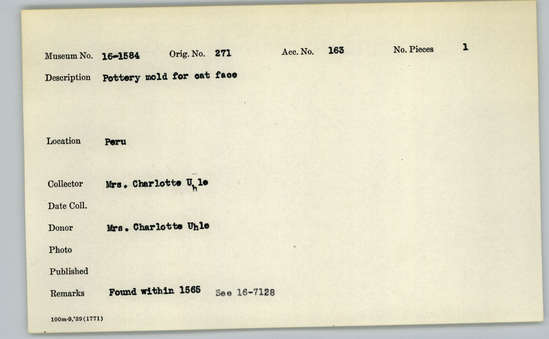 Museum No. 16-1584 Orig. No. 271 Acc. No. 163 No. Pieces 1
Description Pottery mold for cat face
Location Peru
Collector Mrs. Charlotte Uhle
Date Coll.
Donor Mrs. Charlotte Uhle
Photo
Published
Remarks Found within 1565 See 16-7128
100m-9,'39(1771)